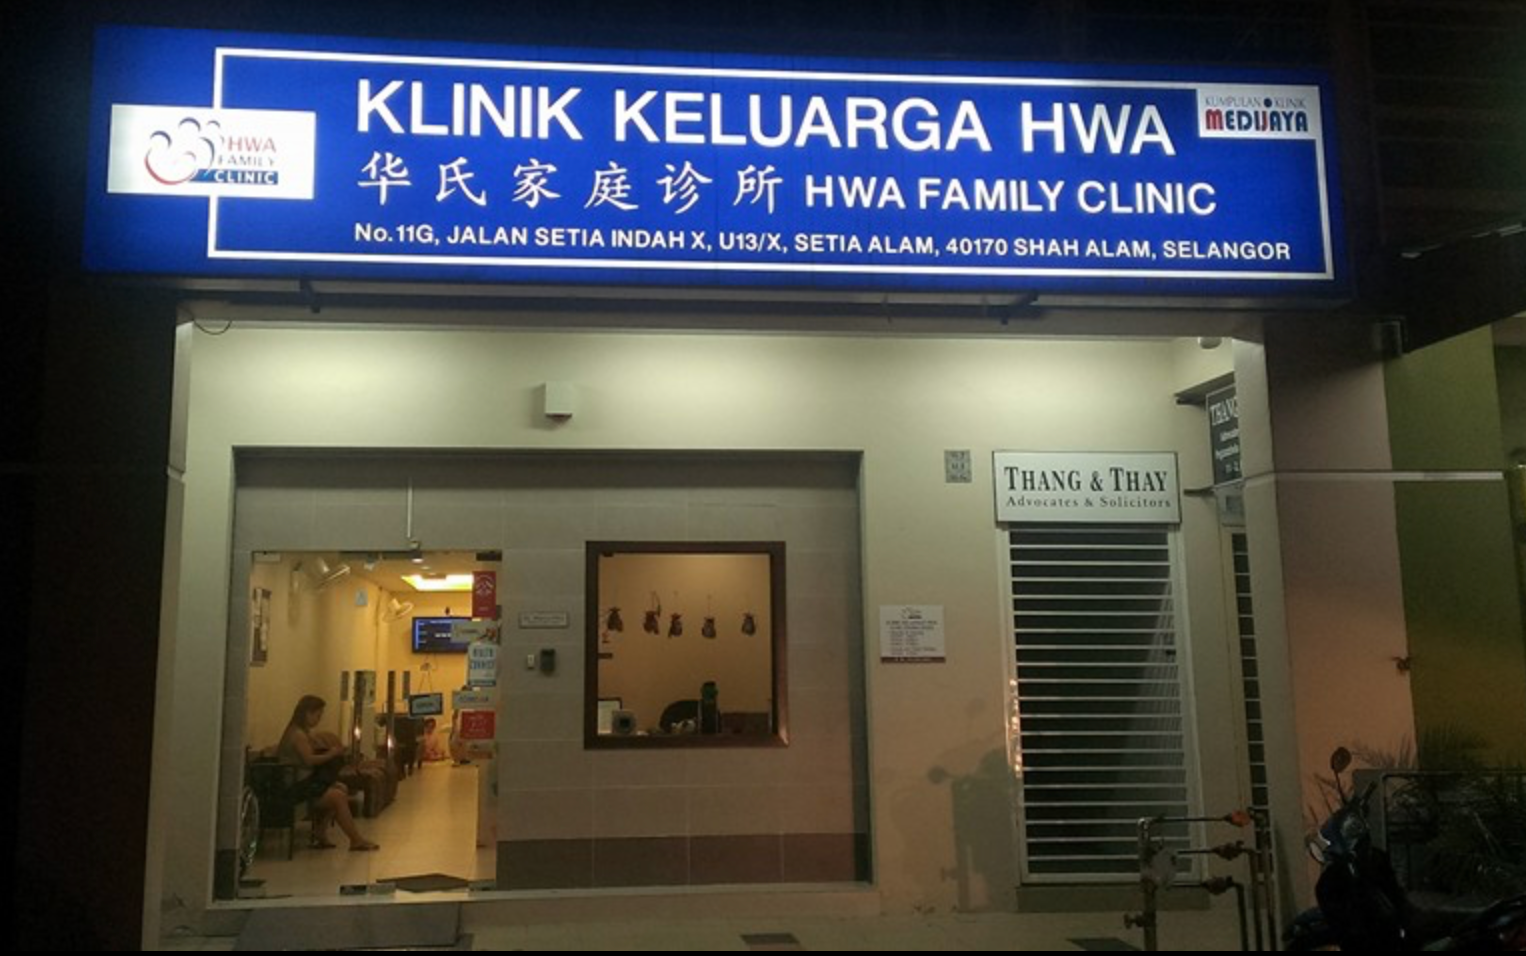 KLINIK KELUARGA HWA
华氏家庭诊所 HWA FAMILY CLINIC
No.11G, JALAN SETIA INDAH X, U13/X, SETIA ALAM, 40170 SHAH ALAM, SELANGOR
HWA
FAMILY
CLINIC
KUMPULAN KLINIK
MEDIJAYA
THANG & THAY
Advocates & Solicitors
THANG